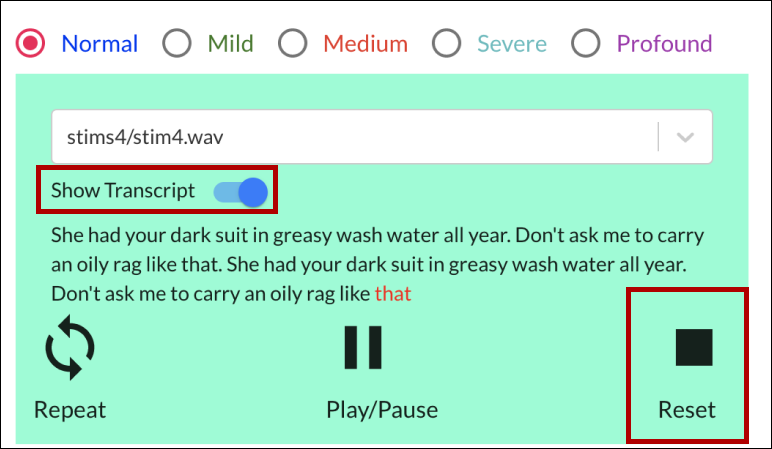 Normal Mild Medium Severe Profound
stims4/stim4.wav
Show Transcript
She had your dark suit in greasy wash water all year. Don't ask me to carry
an oily rag like that. She had your dark suit in greasy wash water all year.
Don't ask me to carry an oily rag like that
Repeat Play/Pause Reset